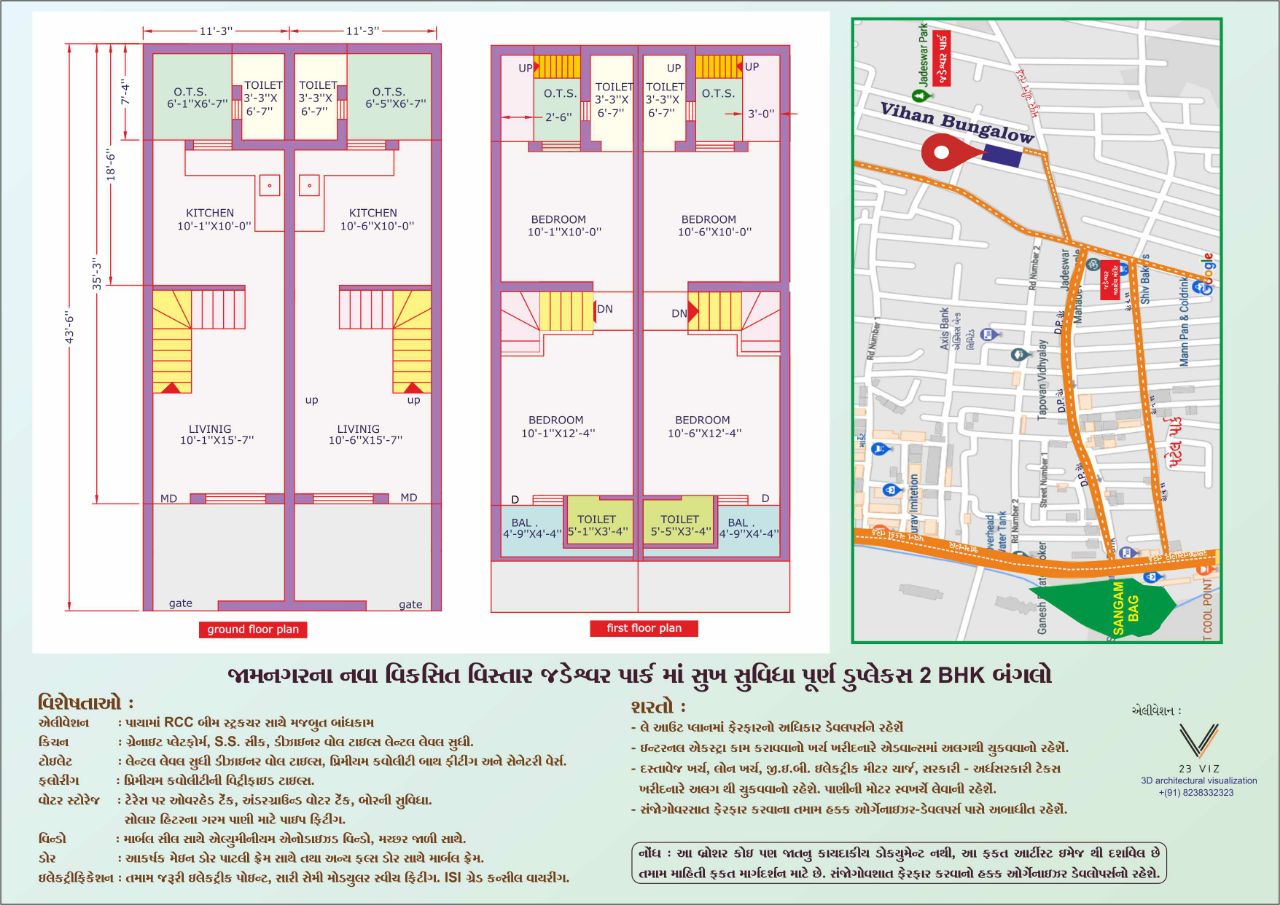 11'-3" 11'-3"
7'-4"
18'-6"
35'-3"
43'-6"
O.T.S.
6'-1"X6'-7"
TOILET
3'-3"X
6'-7"
TOILET
3'-3"X
6'-7"
O.T.S.
6'-5"X6'-7"
KITCHEN
10'-1"X10'-0"
KITCHEN
10'-6"X10'-0"
up
up
LIVINIG
10'-1"X15'-7"
LIVINIG
10'-6"X15'-7"
MD
MD
gate
gate
ground floor plan
UP
O.T.S.
2'-6"
TOILET
3'-3"X
6'-7"
UP
TOILET
3'-3"X
6'-7"
UP
O.T.S.
3'-0"
BEDROOM
10'-1"X10'-0"
BEDROOM
10'-6"X10'-0"
DN
DN
BEDROOM
10'-1"X12'-4"
BEDROOM
10'-6"X12'-4"
D
D
BAL .
4'-9"X4'-4"
TOILET
5'-1"X3'-4"
TOILET
5'-5"X3'-4"
BAL .
4'-9"X4'-4"
first floor plan
Jadeswar Park
જડેશ્વર પાર્ક
Vihan Bungalow
Rd Number 2
Jadeswar
Shiv Bakers
Google
Mann Pan & Coldrink
Rd Number 1
Axis Bank
એક્સિસ બેંક
લિમિટેડ
Tapovan Vidhyalay
D.P. રોડ
D.P. રોડ
D.P. રોડ
પટેલ પાર્ક
Street Number 1
Rd Number 2
SANGAM
BAG
T COOL POINT
જામનગરના નવા વિકસિત વિસ્તાર જડેશ્વર પાર્ક માં સુખ સુવિધા પૂર્ણ ડુપ્લેક્સ 2 BHK બંગલો
વિશેષતાઓ :
એલીવેશન : પાયામાં RCC બીમ સ્ટ્રકચર સાથે મજબુત બાંધકામ
કિચન : ગ્રેનાઇટ પ્લેટફોર્મ, S.S. સીંક, ડીઝાઇનર વોલ ટાઇલ્સ લેન્ટલ લેવલ સુધી.
ટોઇલેટ : લેન્ટલ લેવલ સુધી ડીઝાઇનર વોલ ટાઇલ્સ, પ્રિમીયમ કવોલીટી બાથ ફીટીંગ અને સેનેટરી વેર્સ.
ફલોરીંગ : પ્રિમીયમ કવોલીટીની વિટ્રીફાઇડ ટાઇલ્સ.
વોટર સ્ટોરેજ : ટેરેસ પર ઓવરહેડ ટેંક, અંડરગ્રાઉન્ડ વોટર ટેંક, બોરની સુવિધા.
સોલાર હિટરના ગરમ પાણી માટે પાઇપ ફિટીંગ.
વિન્ડો : માર્બલ સીલ સાથે એલ્યુમીનીયમ એનોડાઇઝ્ડ વિન્ડો, મચ્છર જાળી સાથે.
ડોર : આકર્ષક મેઇન ડોર પાટલી ફ્રેમ સાથે તથા અન્ય ફલ્સ ડોર સાથે માર્બલ ફ્રેમ.
ઇલેકટ્રીફિકેશન : તમામ જરૂરી ઇલેકટ્રીક પોઇન્ટ, સારી સેમી મોડયુલર સ્વીચ ફિટીંગ. ISI ગ્રેડ કન્સીલ વાયરીંગ.
શરતો :
- લે આઉટ પ્લાનમાં ફેરફારનો અધિકાર ડેવલપર્સને રહેશેં
- ઇન્ટરનલ એકસ્ટ્રા કામ કરાવવાનો ખર્ચ ખરીદનારે એડવાન્સમાં અલગથી ચુકવવાનો રહેશેં.
- દસ્તાવેજ ખર્ચ, લોન ખર્ચ, જી.ઇ.બી. ઇલેકટ્રીક મીટર ચાર્જ, સરકારી - અર્ધસરકારી ટેકસ
ખરીદનારે અલગ થી ચુકવવાનો રહેશે. પાણીની મોટર સ્વખર્ચે લેવાની રહેશેં.
- સંજોગોવસાત ફેરફાર કરવાના તમામ હકક ઓર્ગેનાઇઝર-ડેવલપર્સ પાસે અબાધીત રહેશેં.
નોંધ : આ બ્રોશર કોઇ પણ જાતનુ કાયદાકીય ડોકયુમેન્ટ નથી, આ ફકત આર્ટીસ્ટ ઇમેજ થી દર્શાવેલ છે
તમામ માહિતી ફકત માર્ગદર્શન માટે છે. સંજોગોવશાત ફેરફાર કરવાનો હકક ઓર્ગેનાઇઝર ડેવલોપર્સનો રહેશે.
એલીવેશન :
23 VIZ
3D architectural visualization
+(91) 8238332323